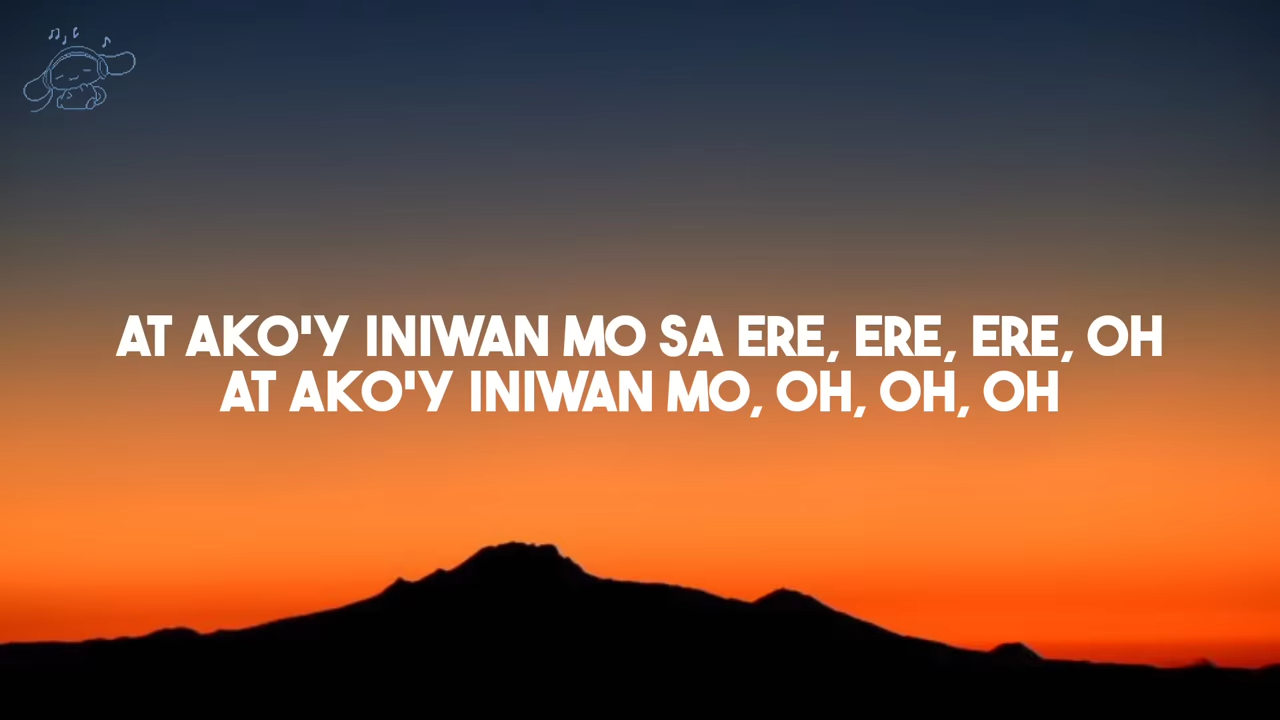 AT AKO'Y INIWAN MO SA ERE, ERE, ERE, OH
AT AKO'Y INIWAN MO, OH, OH, OH